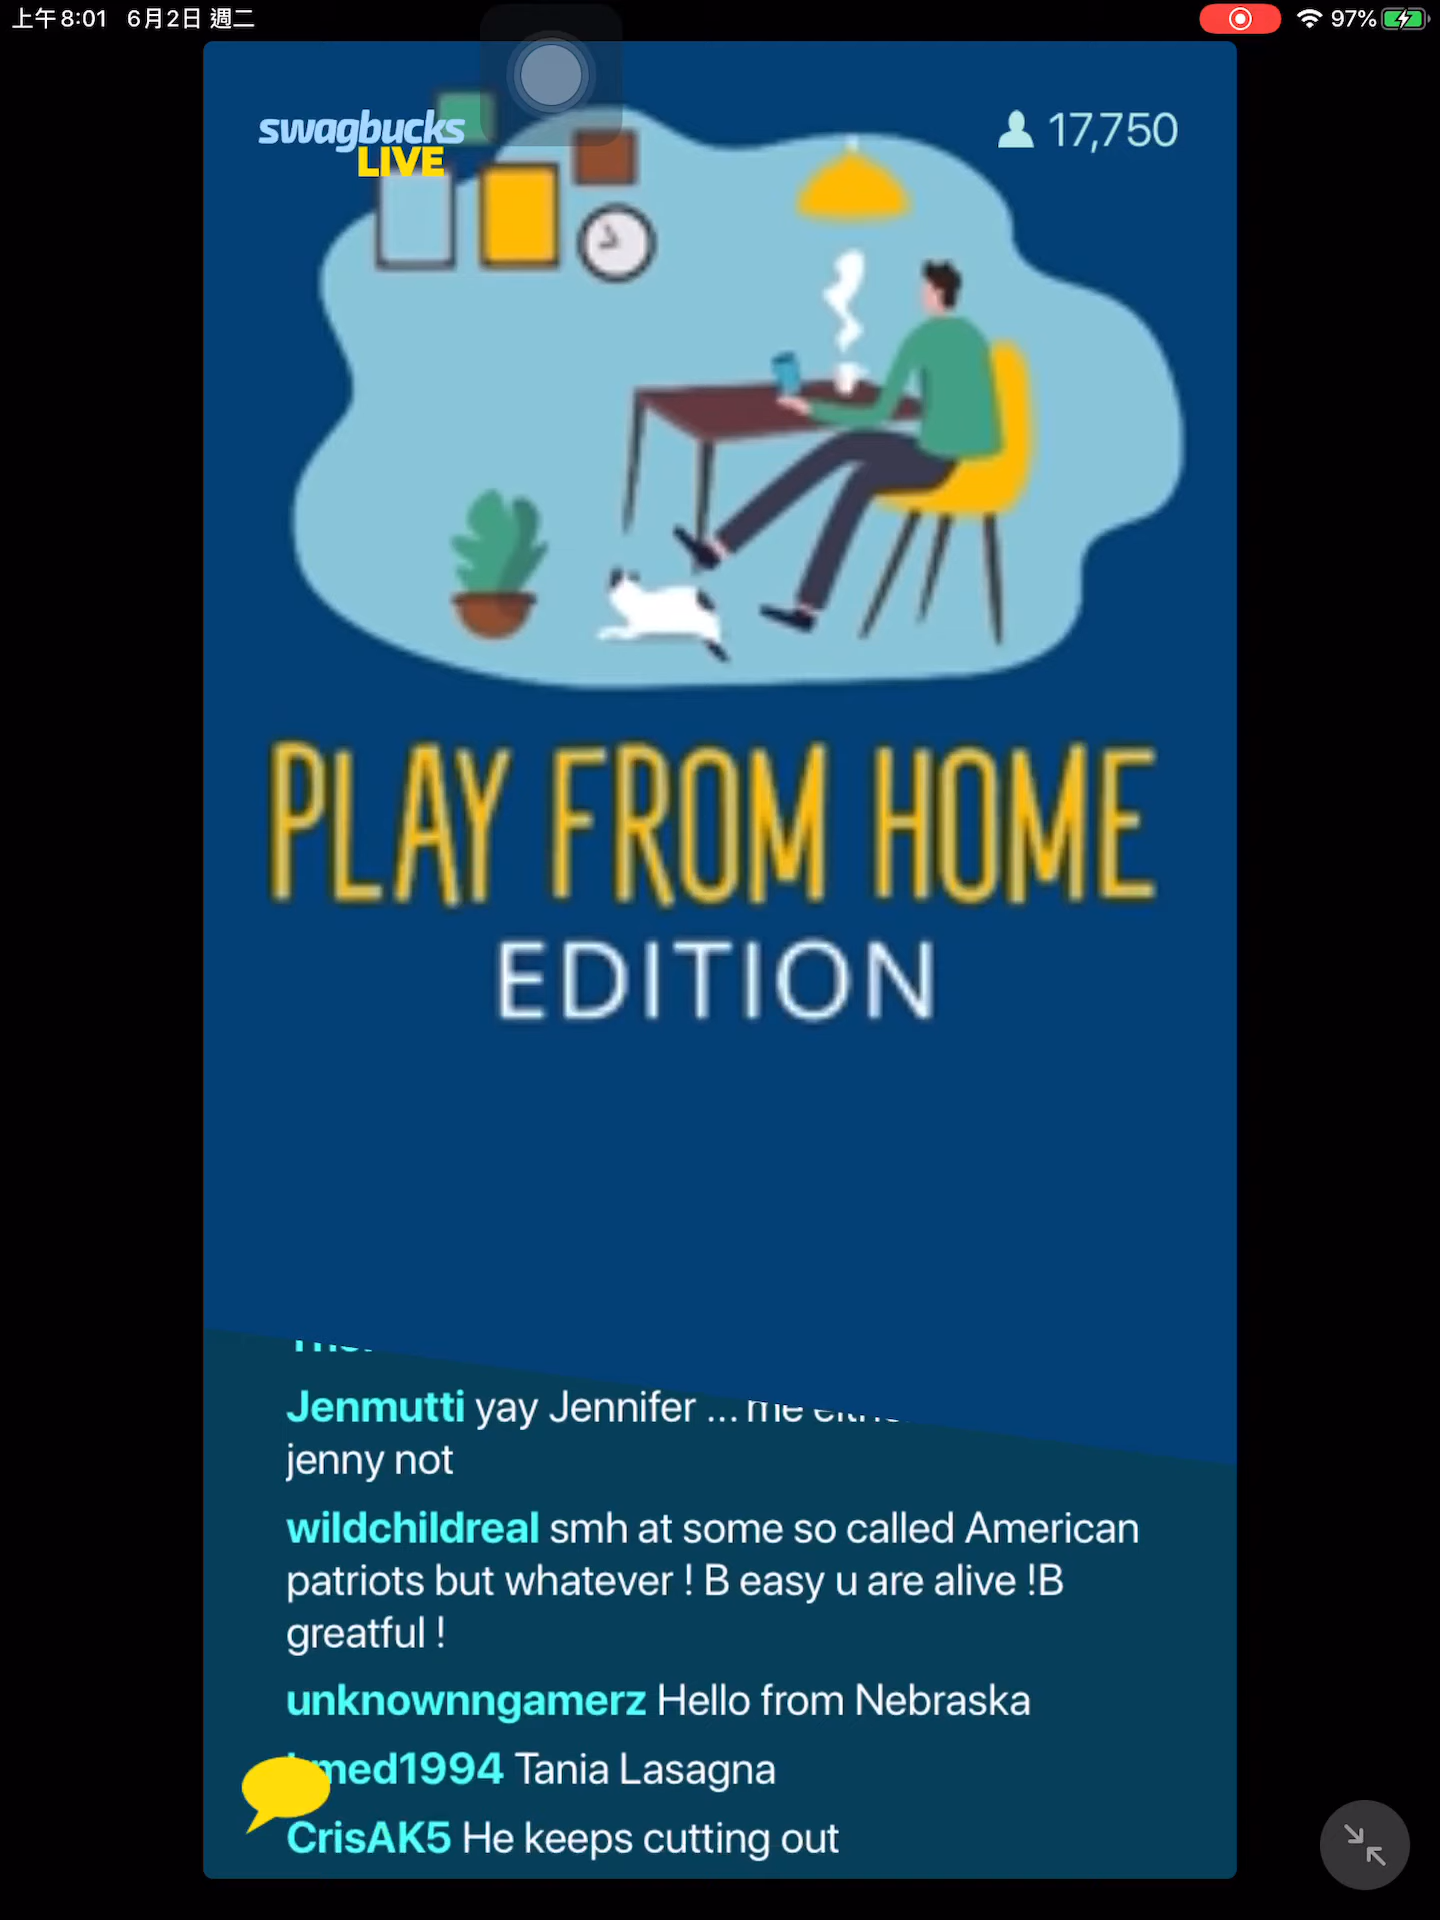 上午8:01 6月2日 週二 97%
swagbucks
LIVE
17,750
PLAY FROM HOME
EDITION
Jenmutti yay Jennifer ... me
jenny not
wildchildreal smh at some so called American
patriots but whatever ! B easy u are alive !B
greatful !
unknownngamerz Hello from Nebraska
med1994 Tania Lasagna
CrisAK5 He keeps cutting out